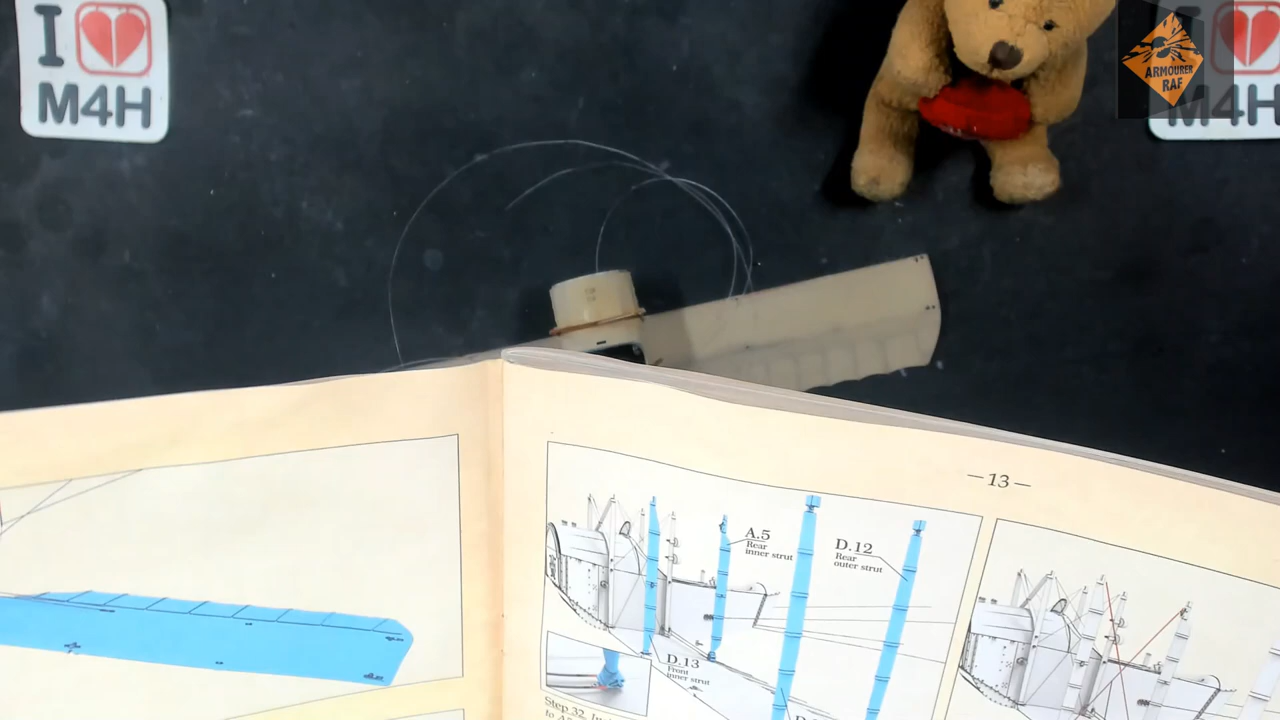 I
M4H
ARMOURER
RAF
M4H
—13—
A.5
Rear
inner strut
D.12
Rear
outer strut
D.13
Front
inner strut
Step 32.